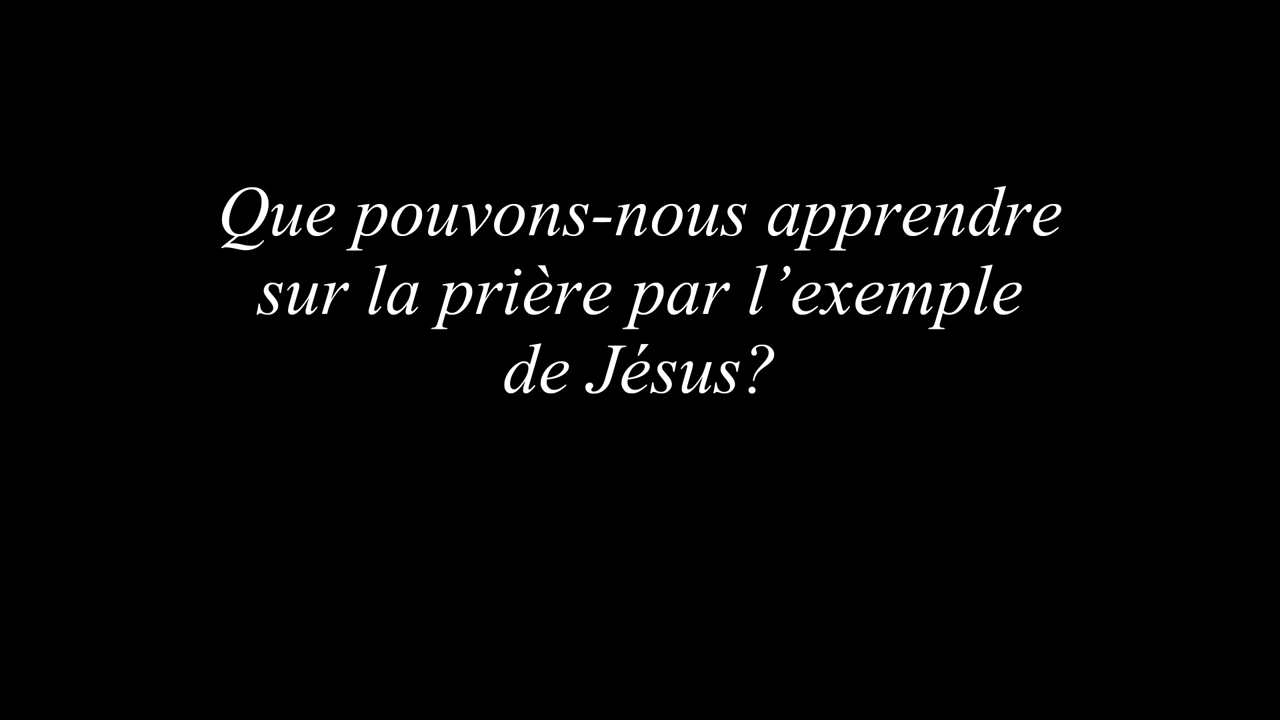 Que pouvons-nous apprendre
sur la prière par l’exemple
de Jésus?